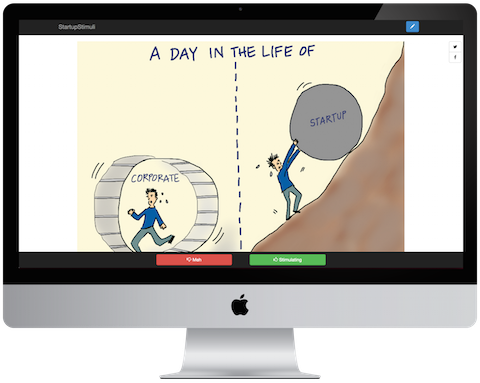 StartupStimuli
A DAY IN THE LIFE OF
CORPORATE
STARTUP
Meh
Stimulating